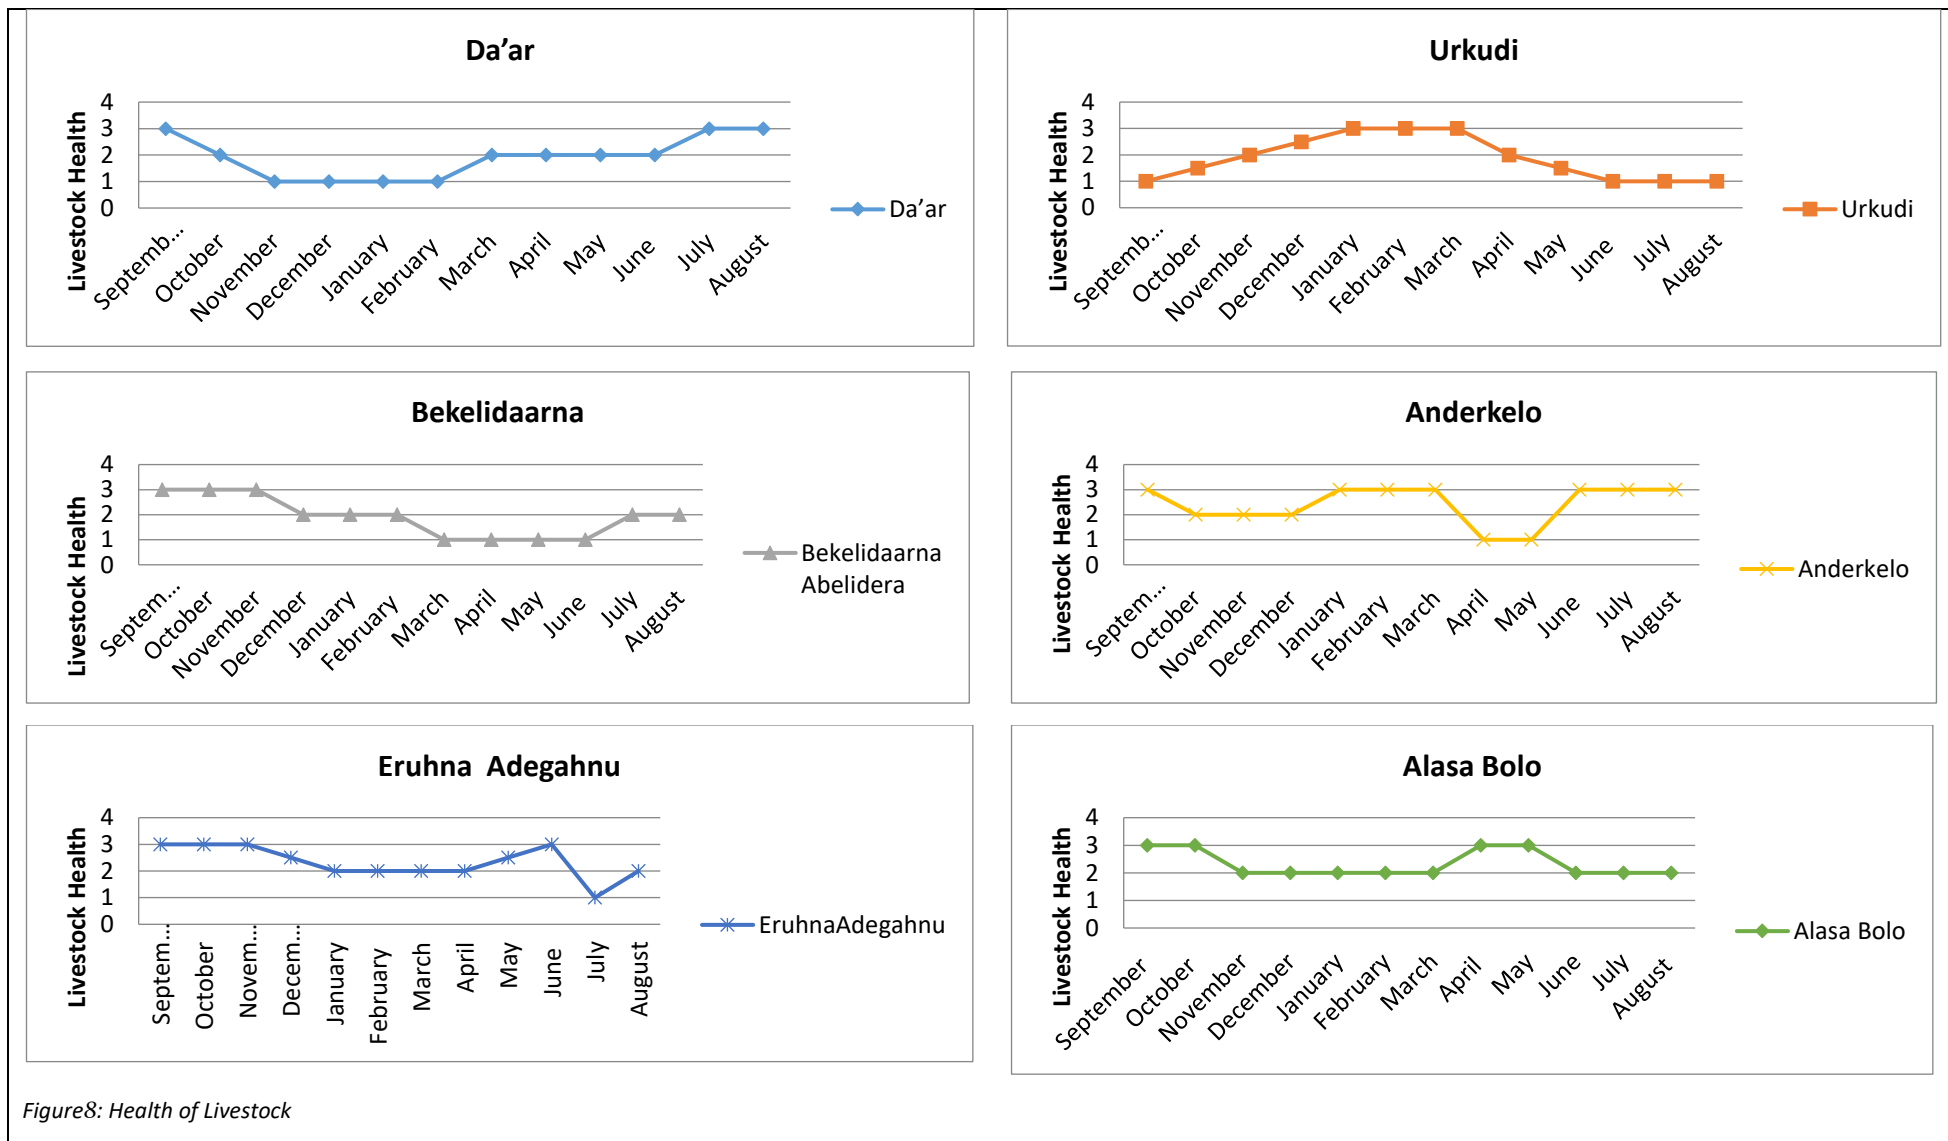 Da’ar
Livestock Health
4
3
2
1
0
Septemb...
October
November
December
January
February
March
April
May
June
July
August
Da’ar
Urkudi
Livestock Health
4
3
2
1
0
Septemb...
October
November
December
January
February
March
April
May
June
July
August
Urkudi
Bekelidaarna
Livestock Health
4
3
2
1
0
Septem...
October
November
December
January
February
March
April
May
June
July
August
Bekelidaarna
Abelidera
Anderkelo
Livestock Health
4
3
2
1
0
Septem...
October
November
December
January
February
March
April
May
June
July
August
Anderkelo
Eruhna  Adegahnu
Livestock Health
4
3
2
1
0
Septem...
October
Novem...
Decem...
January
February
March
April
May
June
July
August
EruhnaAdegahnu
Alasa Bolo
Livestock Health
4
3
2
1
0
September
October
November
December
January
February
March
April
May
June
July
August
Alasa Bolo
Figure8: Health of Livestock